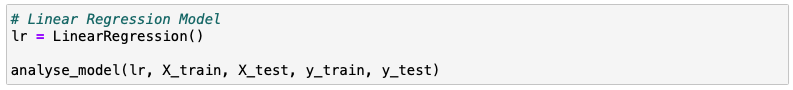 # Linear Regression Model
lr = LinearRegression()
analyse_model(lr, X_train, X_test, y_train, y_test)